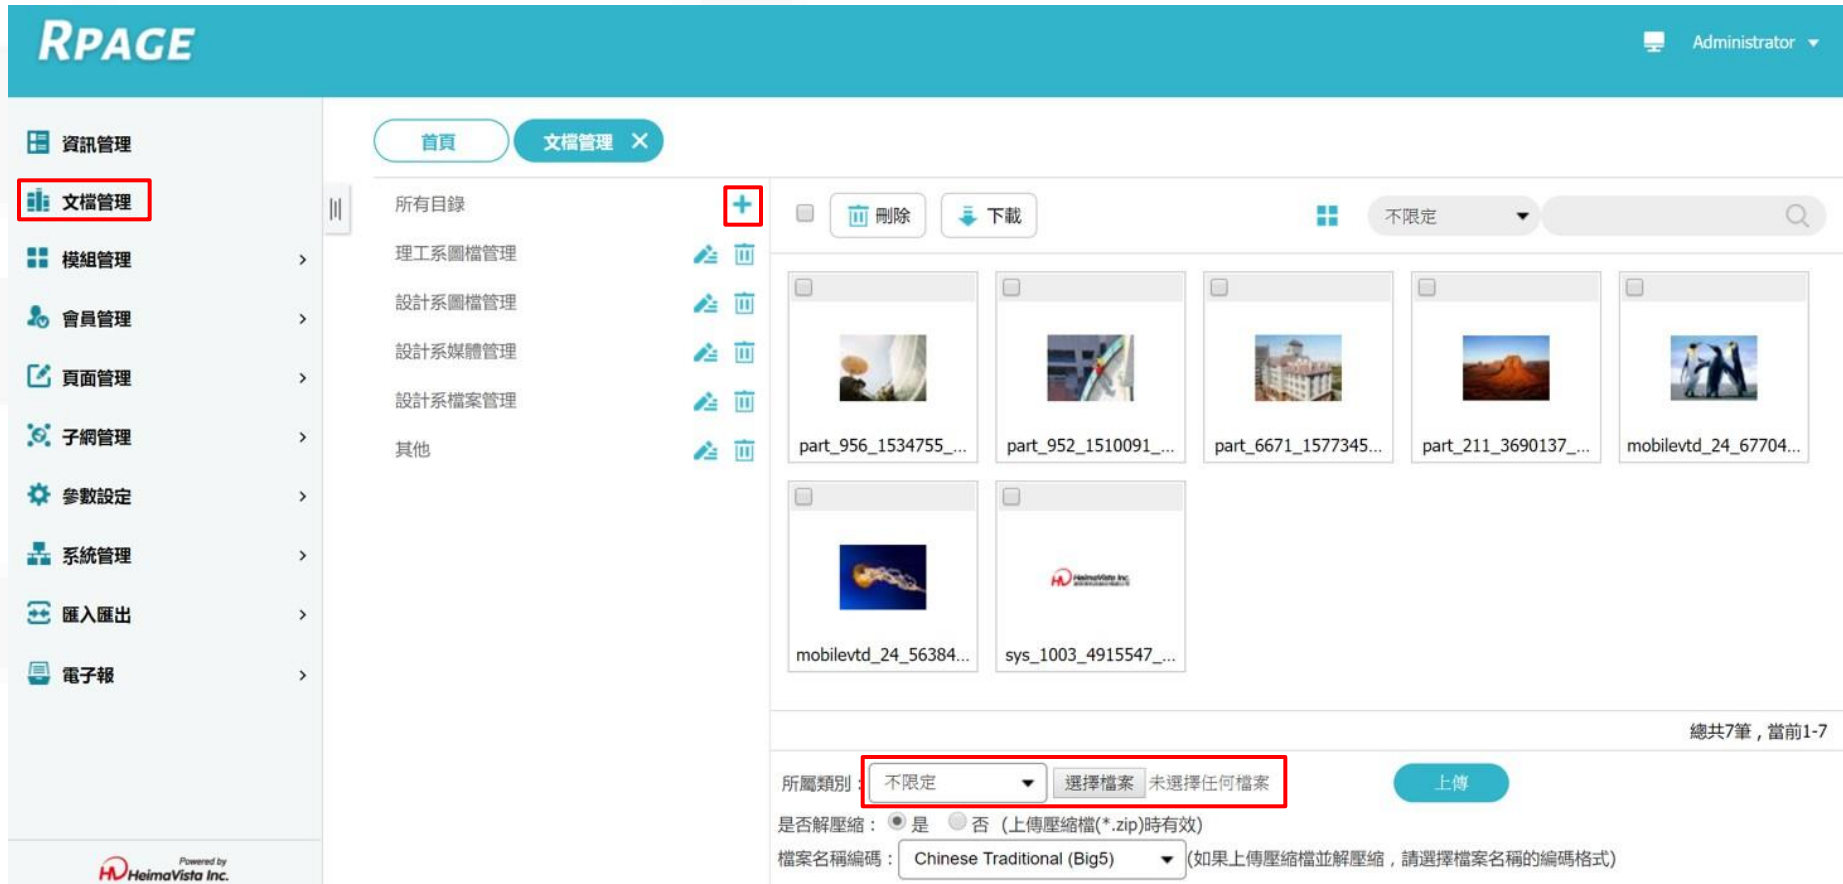 RPAGE
Administrator
資訊管理
文檔管理
模組管理
會員管理
頁面管理
子網管理
參數設定
系統管理
匯入匯出
電子報
Powered by
HeimaVista Inc.
首頁
文檔管理
所有目錄
理工系圖檔管理
設計系圖檔管理
設計系媒體管理
設計系檔案管理
其他
刪除
下載
不限定
part_956_1534755_...
part_952_1510091_...
part_6671_1577345...
part_211_3690137_...
mobilevtd_24_67704...
HeimaVista Inc.
mobilevtd_24_56384...
sys_1003_4915547_...
總共7筆，當前1-7
所屬類別： 不限定 選擇檔案 未選擇任何檔案 上傳
是否解壓縮： 是 否 (上傳壓縮檔(*.zip)時有效)
檔案名稱編碼： Chinese Traditional (Big5) (如果上傳壓縮檔並解壓縮，請選擇檔案名稱的編碼格式)